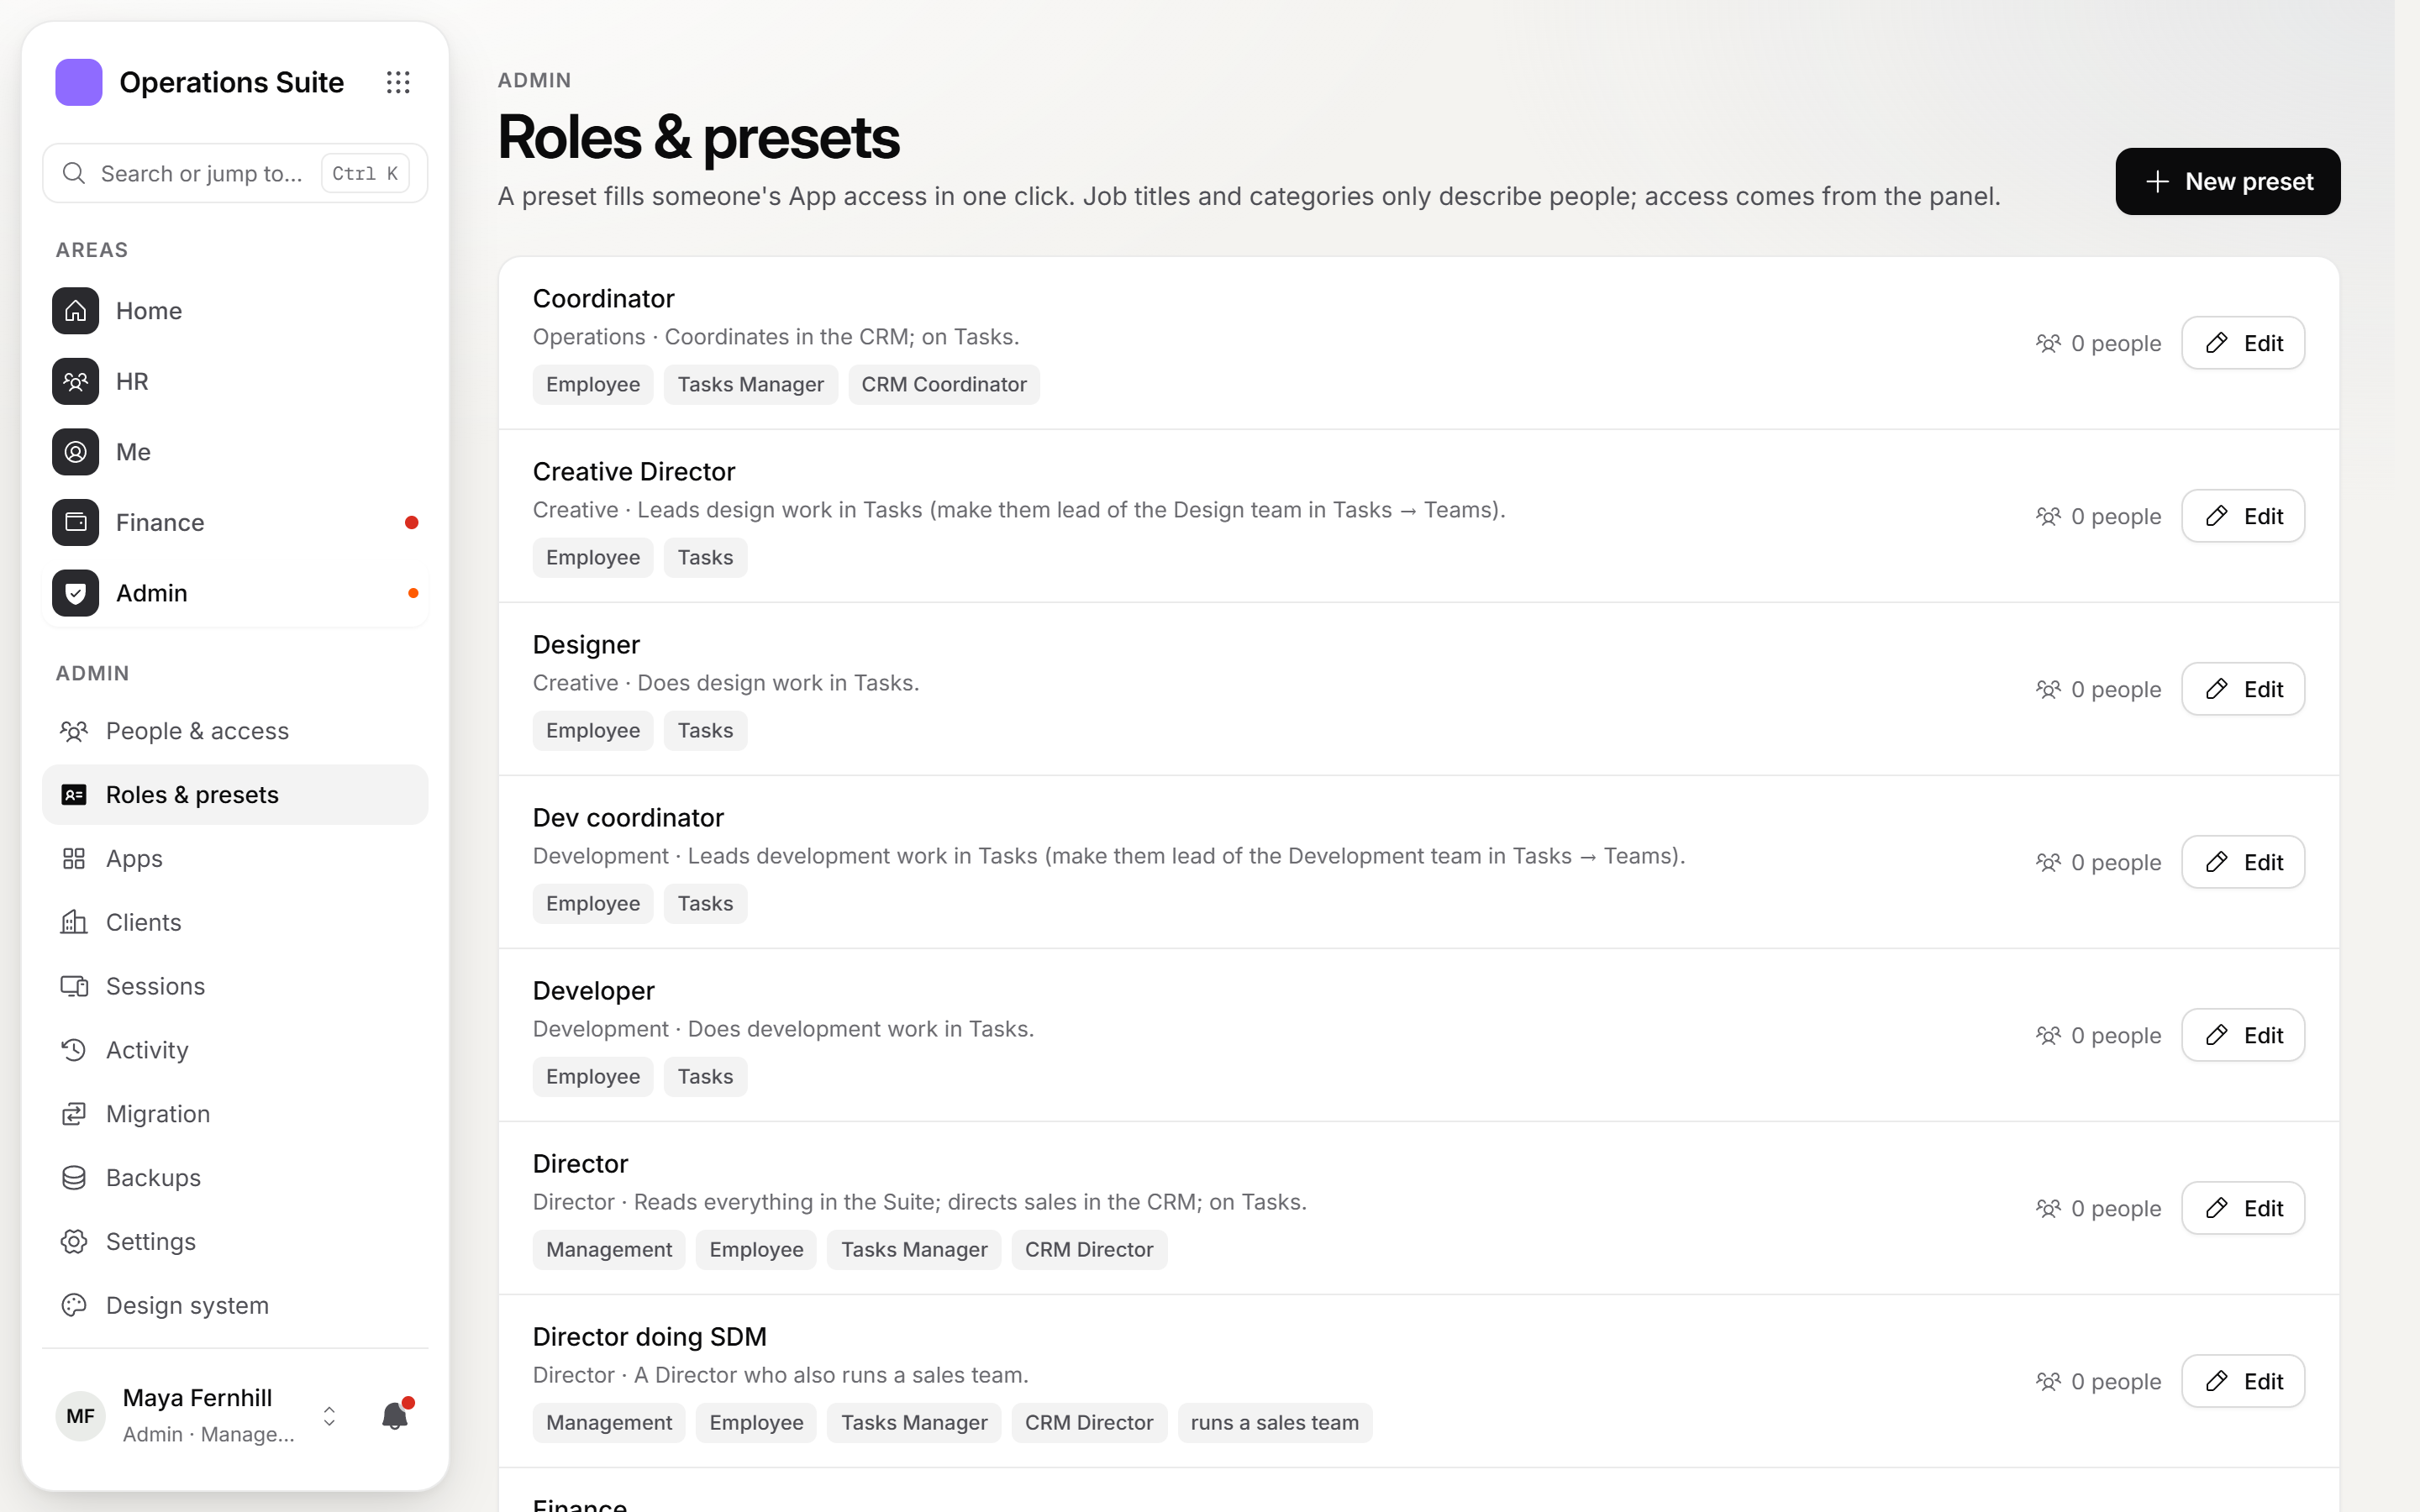 Operations Suite
Search or jump to...
Ctrl K
AREAS
Home
HR
Me
Finance
Admin
ADMIN
People & access
Roles & presets
Apps
Clients
Sessions
Activity
Migration
Backups
Settings
Design system
MF
Maya Fernhill
Admin · Manage...
ADMIN
Roles & presets
A preset fills someone's App access in one click. Job titles and categories only describe people; access comes from the panel.
New preset
Coordinator
Operations · Coordinates in the CRM; on Tasks.
Employee Tasks Manager CRM Coordinator
0 people Edit
Creative Director
Creative · Leads design work in Tasks (make them lead of the Design team in Tasks → Teams).
Employee Tasks
0 people Edit
Designer
Creative · Does design work in Tasks.
Employee Tasks
0 people Edit
Dev coordinator
Development · Leads development work in Tasks (make them lead of the Development team in Tasks → Teams).
Employee Tasks
0 people Edit
Developer
Development · Does development work in Tasks.
Employee Tasks
0 people Edit
Director
Director · Reads everything in the Suite; directs sales in the CRM; on Tasks.
Management Employee Tasks Manager CRM Director
0 people Edit
Director doing SDM
Director · A Director who also runs a sales team.
Management Employee Tasks Manager CRM Director runs a sales team
0 people Edit
Finance